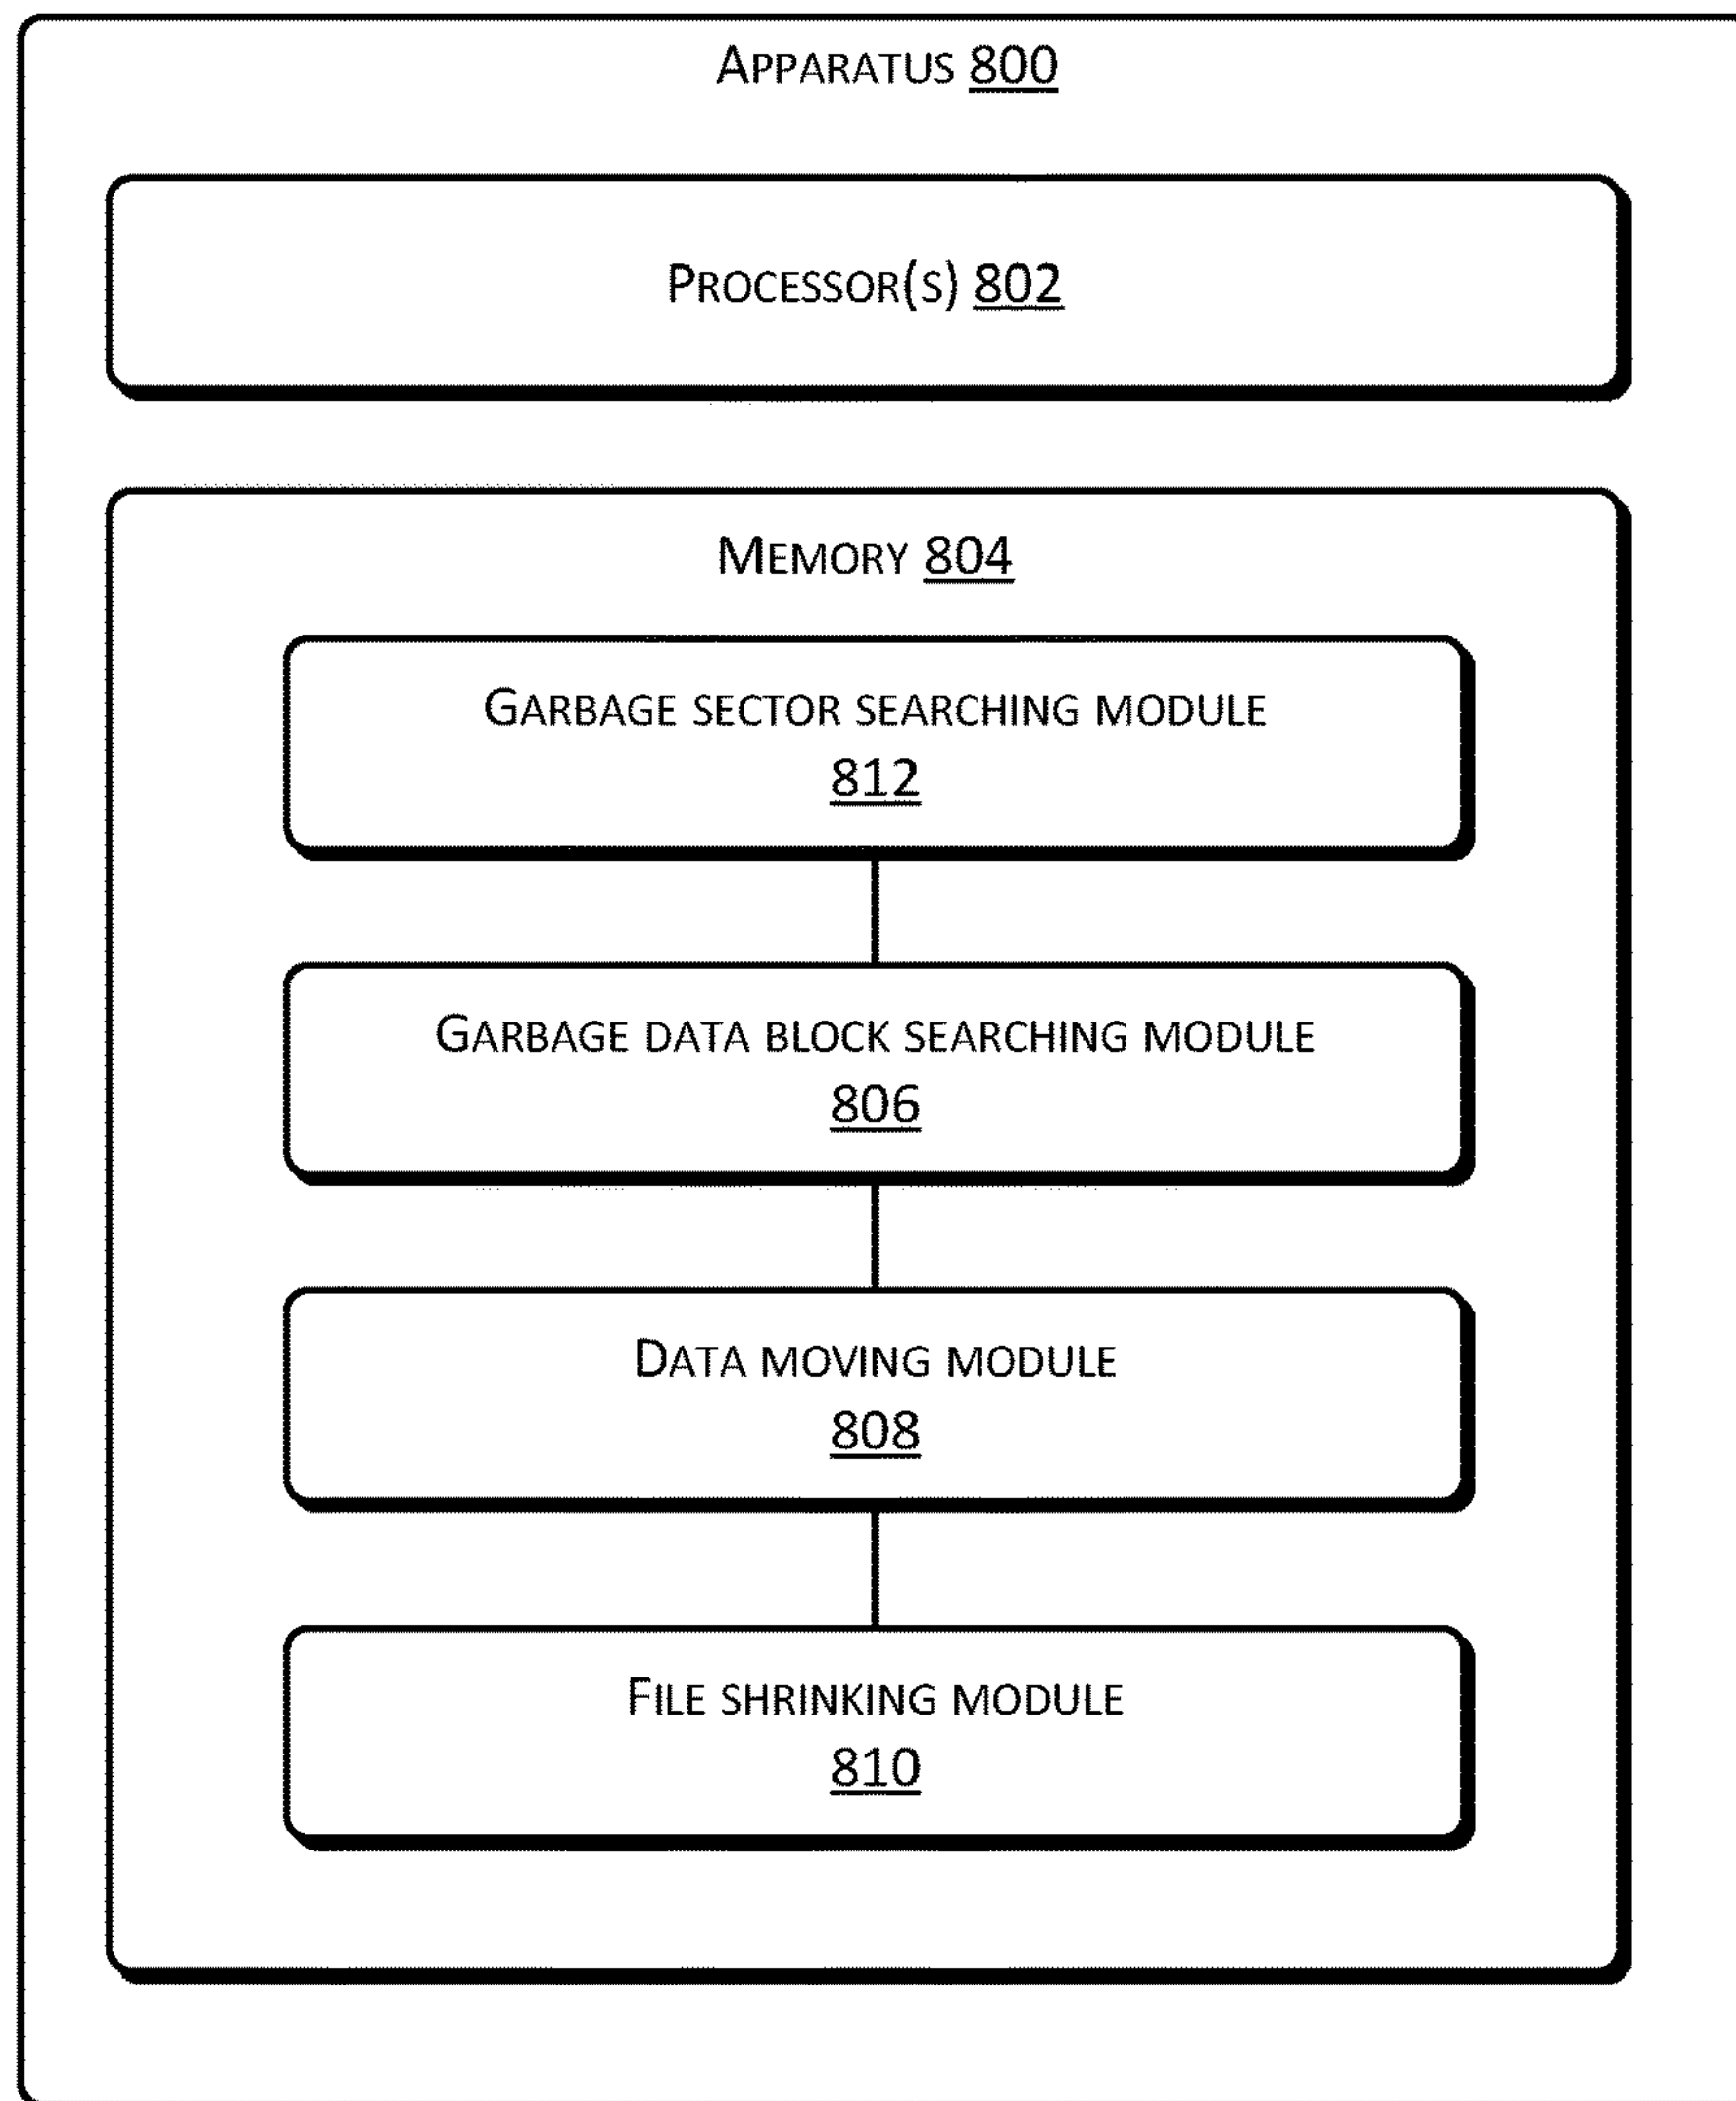 APPARATUS 800
PROCESSOR(S) 802
MEMORY 804
GARBAGE SECTOR SEARCHING MODULE
812
GARBAGE DATA BLOCK SEARCHING MODULE
806
DATA MOVING MODULE
808
FILE SHRINKING MODULE
810